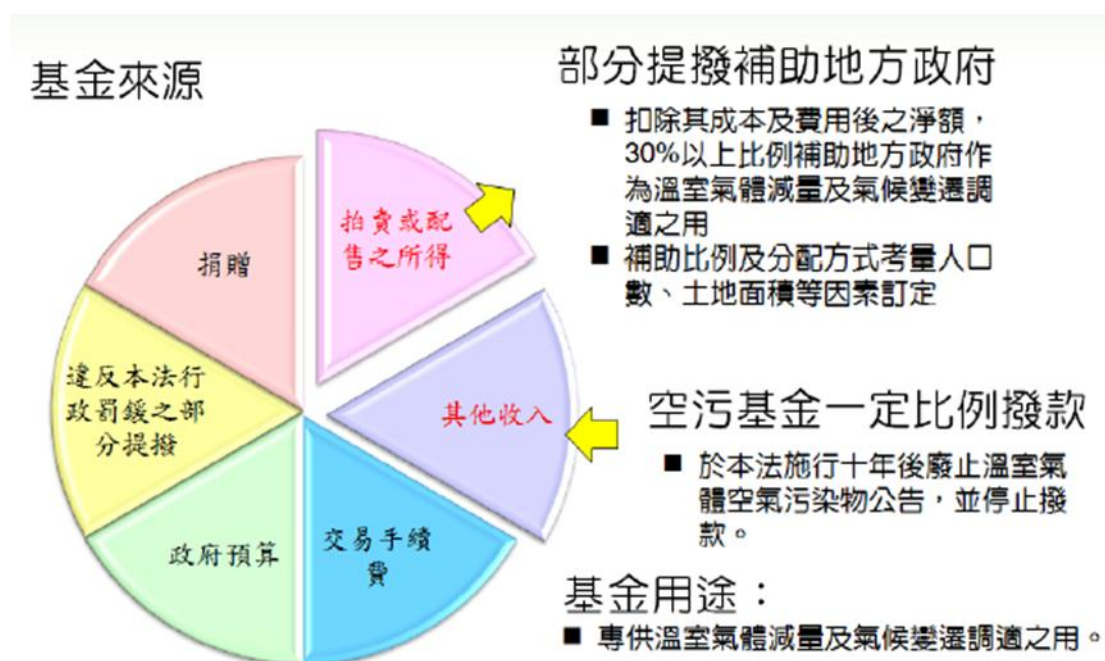 基金來源
部分提撥補助地方政府
■ 扣除其成本及費用後之淨額，
30%以上比例補助地方政府作
為溫室氣體減量及氣候變遷調
適之用
■ 補助比例及分配方式考量人口
數、土地面積等因素訂定
拍賣或配
售之所得
捐贈
違反本法行
政罰鍰之部
分提撥
其他收入
政府預算
交易手續
費
空污基金一定比例撥款
■ 於本法施行十年後廢止溫室氣
體空氣污染物公告，並停止撥
款。
基金用途：
■ 專供溫室氣體減量及氣候變遷調適之用。